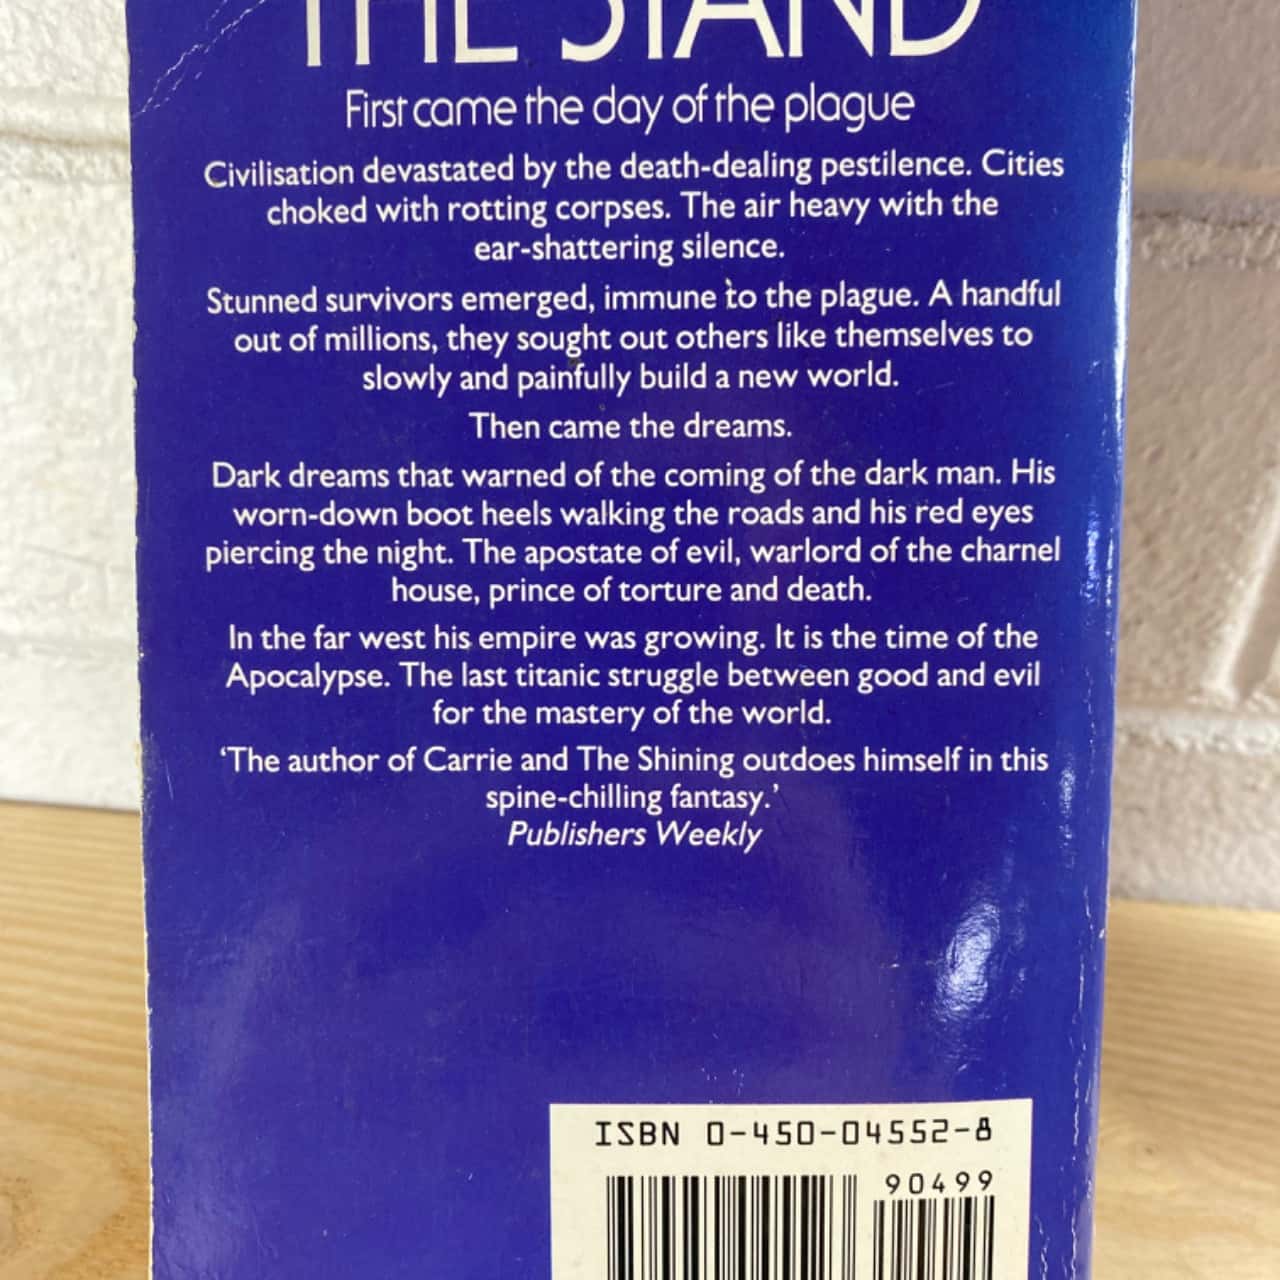 THE STAND
First came the day of the plague
Civilisation devastated by the death-dealing pestilence. Cities
choked with rotting corpses. The air heavy with the
ear-shattering silence.
Stunned survivors emerged, immune to the plague. A handful
out of millions, they sought out others like themselves to
slowly and painfully build a new world.
Then came the dreams.
Dark dreams that warned of the coming of the dark man. His
worn-down boot heels walking the roads and his red eyes
piercing the night. The apostate of evil, warlord of the charnel
house, prince of torture and death.
In the far west his empire was growing. It is the time of the
Apocalypse. The last titanic struggle between good and evil
for the mastery of the world.
‘The author of Carrie and The Shining outdoes himself in this
spine-chilling fantasy.’
Publishers Weekly
ISBN 0-450-04552-8
90499